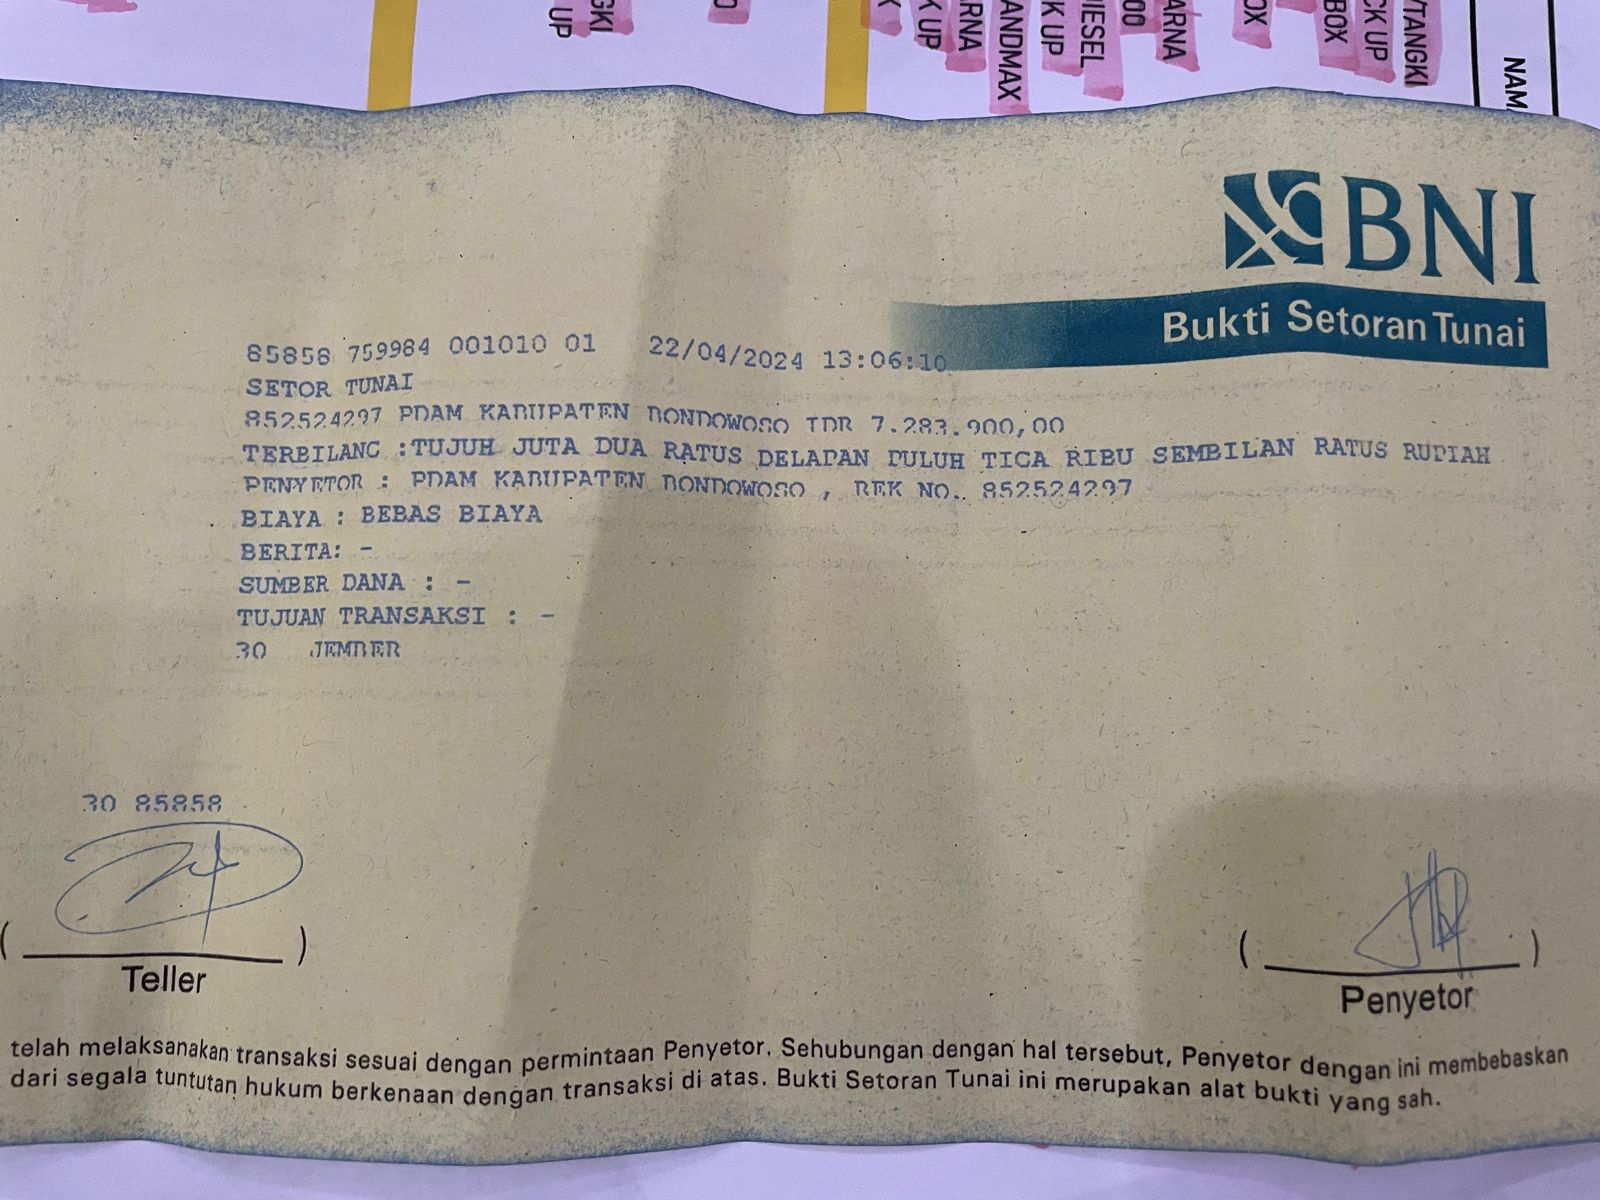 GKI
UP
K UP
ARNA
ANDMAX
K UP
DIESEL
00
ARNA
OX
BOX
CK UP
/TANGKI
NAM
BNI
Bukti Setoran Tunai
85858 759984 001010 01 22/04/2024 13:06:10
SETOR TUNAI
852524297 PDAM KABUPATEN BONDOWOSO IDR 7.283.900,00
TERBILANG :TUJUH JUTA DUA RATUS DELAPAN PULUH TIGA RIBU SEMBILAN RATUS RUPIAH
PENYETOR : PDAM KABUPATEN BONDOWOSO , REK NO. 852524297
BIAYA : BEBAS BIAYA
BERITA: -
SUMBER DANA : -
TUJUAN TRANSAKSI : -
30 JEMBER
30 85858
( )
Teller
( )
Penyetor
telah melaksanakan transaksi sesuai dengan permintaan Penyetor. Sehubungan dengan hal tersebut, Penyetor dengan ini membebaskan
dari segala tuntutan hukum berkenaan dengan transaksi di atas. Bukti Setoran Tunai ini merupakan alat bukti yang sah.